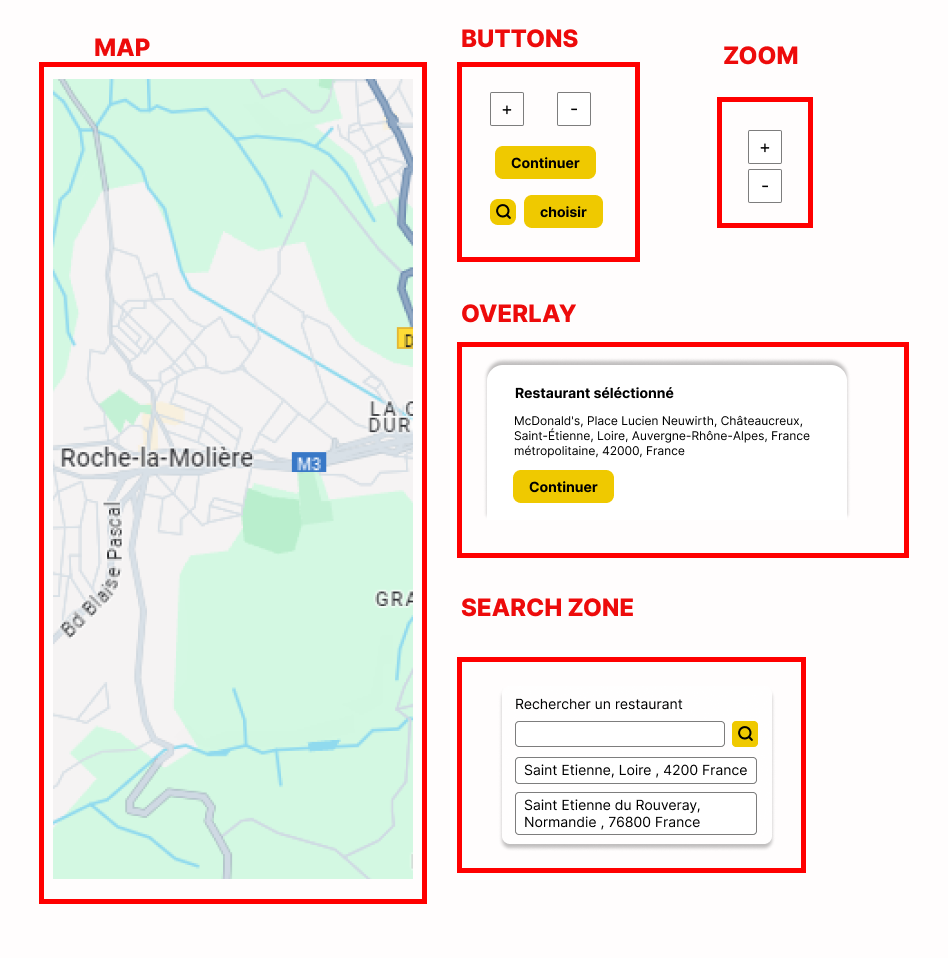 MAP
D
LA C
DUR
Roche-la-Molière
M3
Bd Blaise Pascal
GRA
BUTTONS
+
-
Continuer
choisir
ZOOM
+
-
OVERLAY
Restaurant séléctionné
McDonald's, Place Lucien Neuwirth, Châteaucreux,
Saint-Étienne, Loire, Auvergne-Rhône-Alpes, France
métropolitaine, 42000, France
Continuer
SEARCH ZONE
Rechercher un restaurant
Saint Etienne, Loire , 4200 France
Saint Etienne du Rouveray,
Normandie , 76800 France